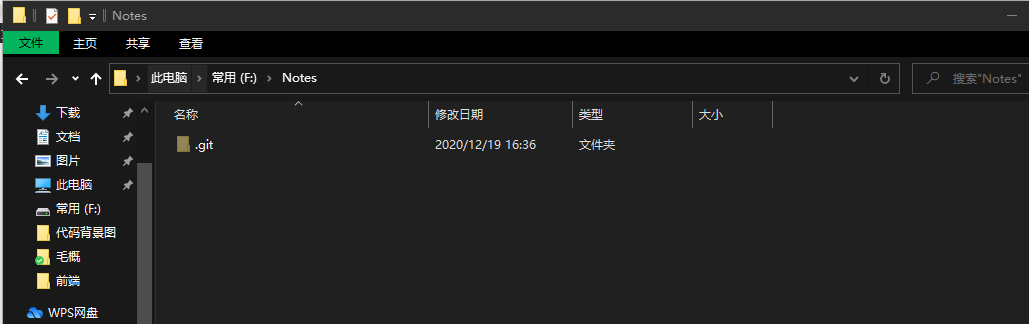 Notes
文件 主页 共享 查看
此电脑 常用 (F:) Notes 搜索"Notes"
名称 修改日期 类型 大小
.git 2020/12/19 16:36 文件夹
下载
文档
图片
此电脑
常用 (F:)
代码背景图
毛概
前端
WPS网盘